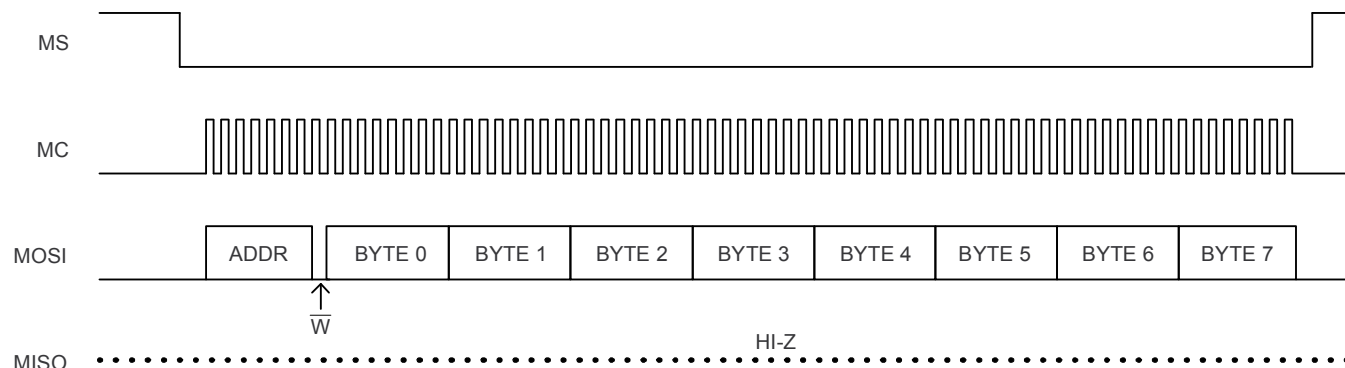 MS
MC
MOSI ADDR BYTE 0 BYTE 1 BYTE 2 BYTE 3 BYTE 4 BYTE 5 BYTE 6 BYTE 7
W̅
HI-Z
MISO